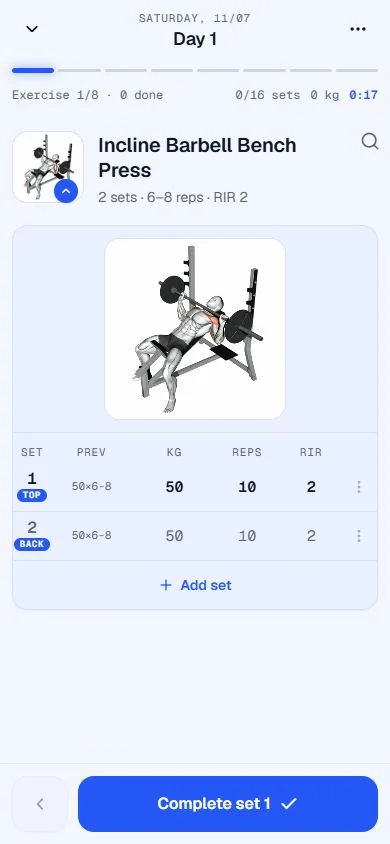 SATURDAY, 11/07
Day 1
Exercise 1/8 · 0 done
0/16 sets 0 kg 0:17
Incline Barbell Bench
Press
2 sets · 6–8 reps · RIR 2
SET PREV KG REPS RIR
1 50×6-8 50 10 2
TOP
2 50×6-8 50 10 2
BACK
+ Add set
Complete set 1 ✓